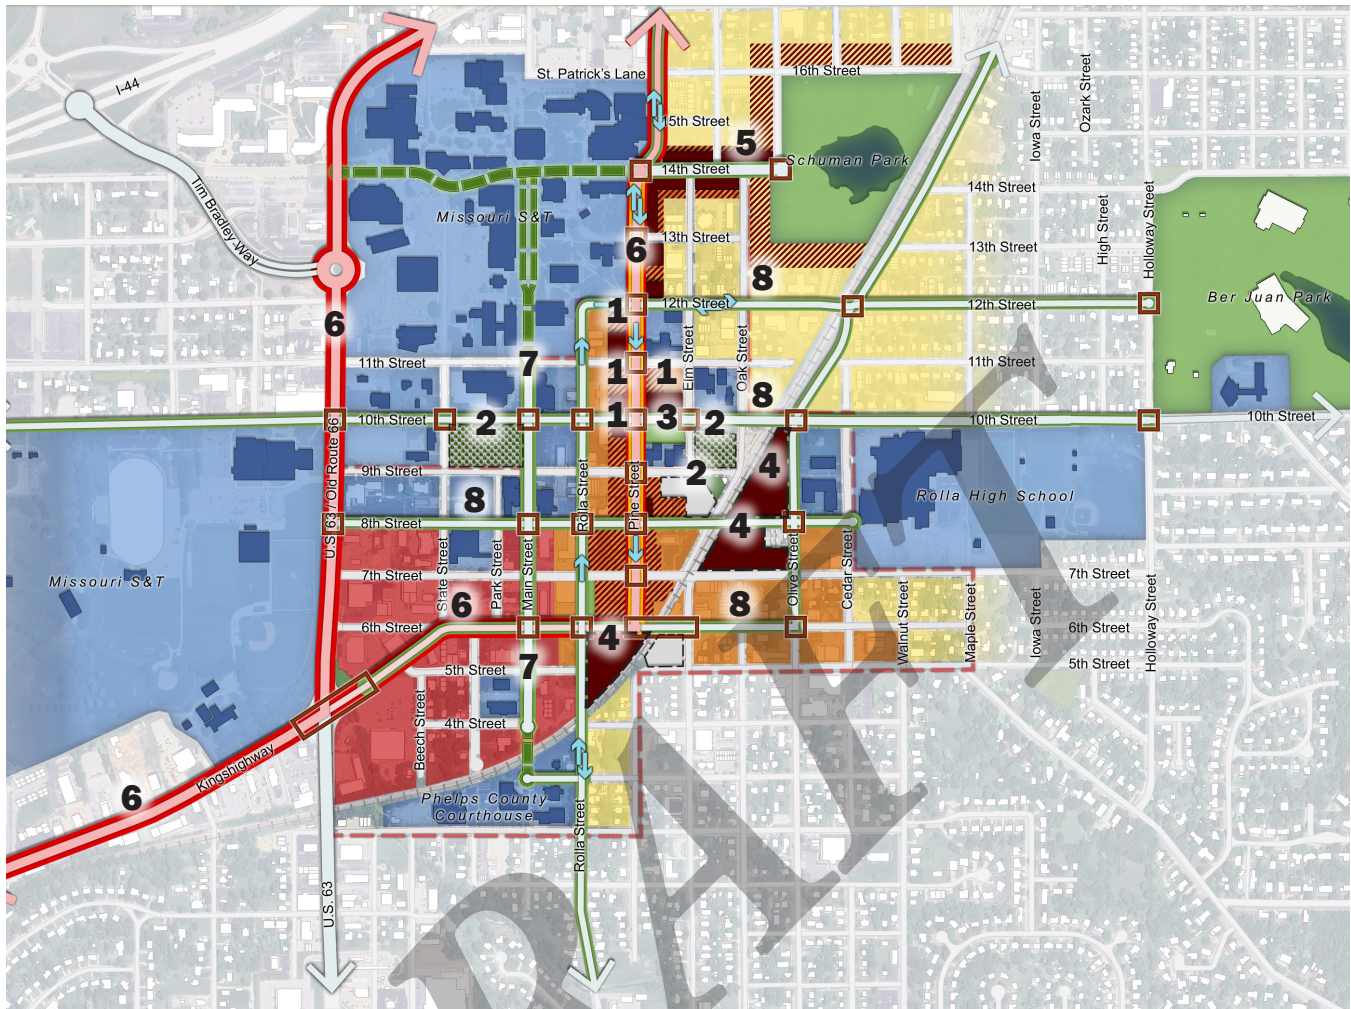 I-44
St. Patrick's Lane
16th Street
Ozark Street
Iowa Street
15th Street
5
Schuman Park
14th Street
Tim Bradley Way
Missouri S&T
14th Street
High Street
Holloway Street
13th Street
6
13th Street
8
Ber Juan Park
1
12th Street
12th Street
6
11th Street
7
1
1
Elm Street
Oak Street
11th Street
8
10th Street
2
1
3
2
10th Street
10th Street
U.S. 63 / Old Route 66
9th Street
2
4
8
Rolla Street
Pine Street
Rolla High School
8th Street
4
Missouri S&T
State Street
Park Street
Main Street
7th Street
Olive Street
Cedar Street
7th Street
6
8
Walnut Street
Maple Street
Iowa Street
Holloway Street
6th Street
4
6th Street
5th Street
7
5th Street
Beech Street
4th Street
Kingshighway
6
Phelps County
Courthouse
Rolla Street
U.S. 63
DRAFT